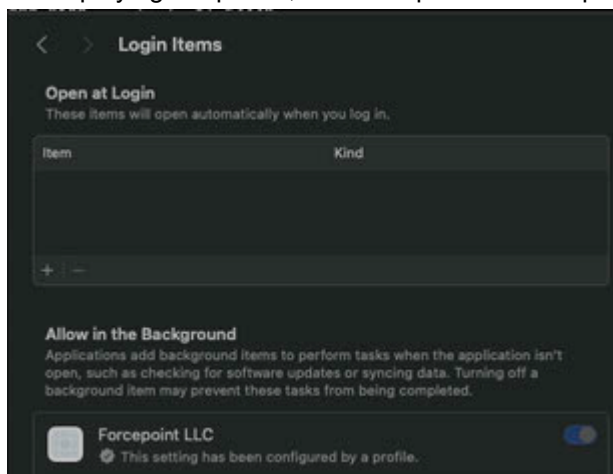 Login Items
Open at Login
These items will open automatically when you log in.
Item Kind
+ −
Allow in the Background
Applications add background items to perform tasks when the application isn't
open, such as checking for software updates or syncing data. Turning off a
background item may prevent these tasks from being completed.
Forcepoint LLC
This setting has been configured by a profile.